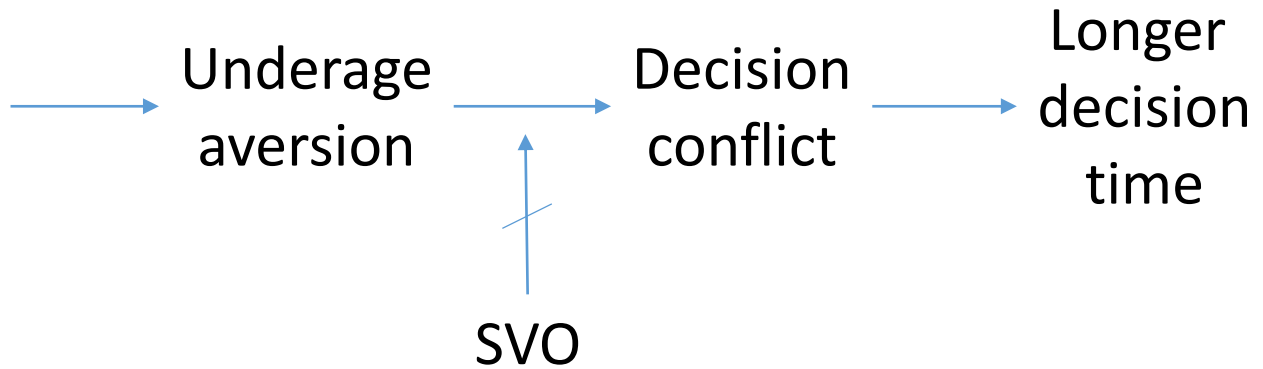 Underage
aversion
Decision
conflict
Longer
decision
time
SVO